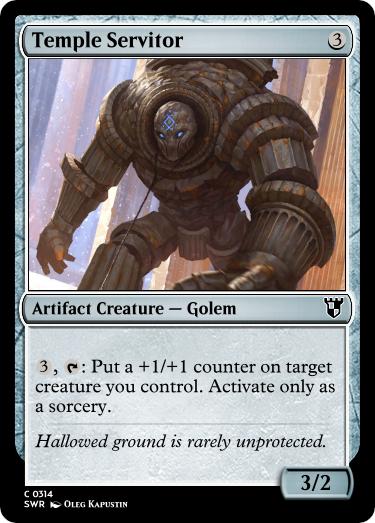 Temple Servitor 3
Artifact Creature — Golem
3, : Put a +1/+1 counter on target
creature you control. Activate only as
a sorcery.
Hallowed ground is rarely unprotected.
3/2
C 0314
SWR Oleg Kapustin